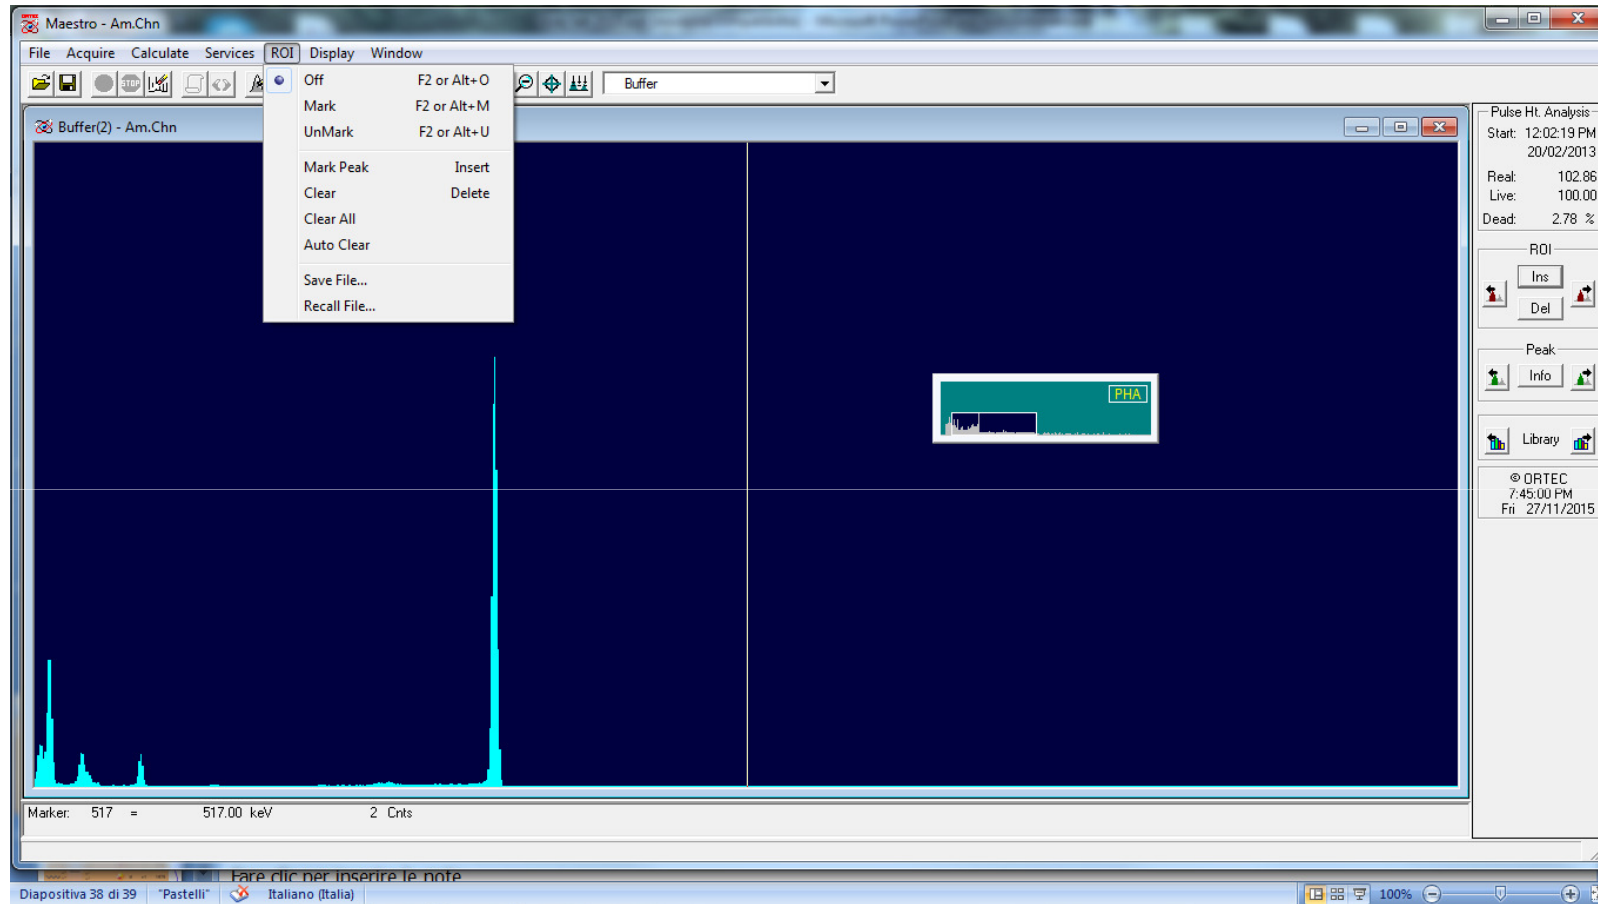 Maestro - Am.Chn
File Acquire Calculate Services ROI Display Window
Buffer
Off F2 or Alt+O
Mark F2 or Alt+M
UnMark F2 or Alt+U
Mark Peak Insert
Clear Delete
Clear All
Auto Clear
Save File...
Recall File...
Buffer(2) - Am.Chn
PHA
Pulse Ht. Analysis
Start: 12:02:19 PM
20/02/2013
Real: 102.86
Live: 100.00
Dead: 2.78 %
ROI
Ins
Del
Peak
Info
Library
© ORTEC
7:45:00 PM
Fri 27/11/2015
Marker: 517 = 517.00 keV 2 Cnts
Fare clic per inserire le note
Diapositiva 38 di 39 "Pastelli" Italiano (Italia) 100%